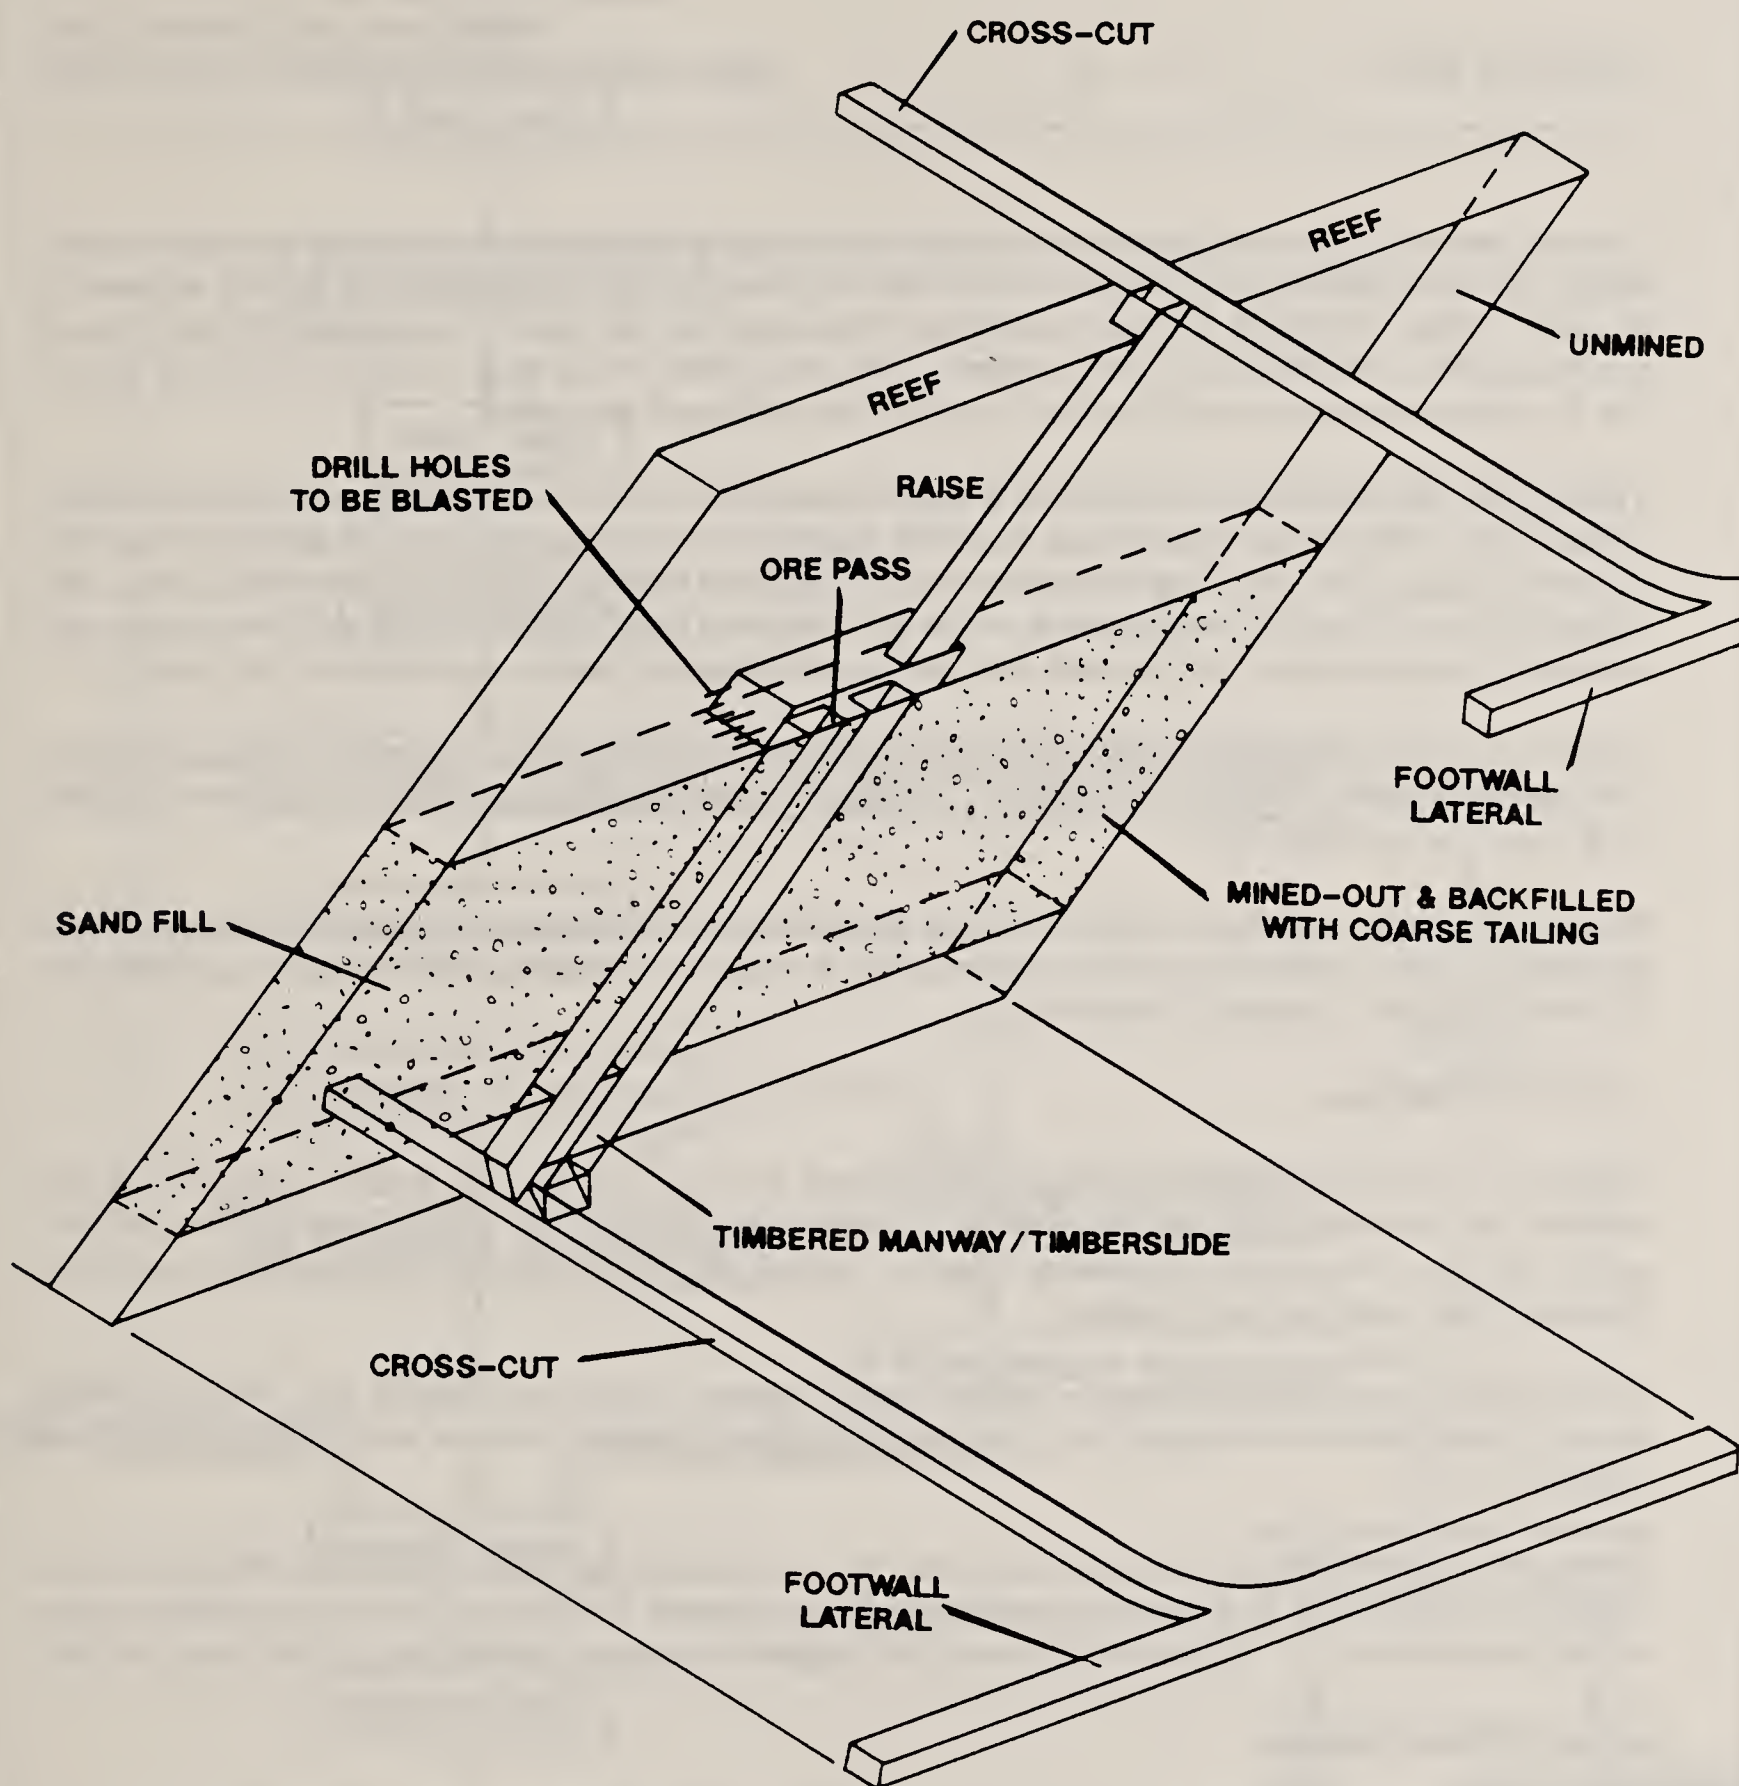 CROSS-CUT
REEF
UNMINED
REEF
DRILL HOLES
TO BE BLASTED
RAISE
ORE PASS
FOOTWALL
LATERAL
MINED-OUT & BACKFILLED
WITH COARSE TAILING
SAND FILL
TIMBERED MANWAY/TIMBERSLIDE
CROSS-CUT
FOOTWALL
LATERAL